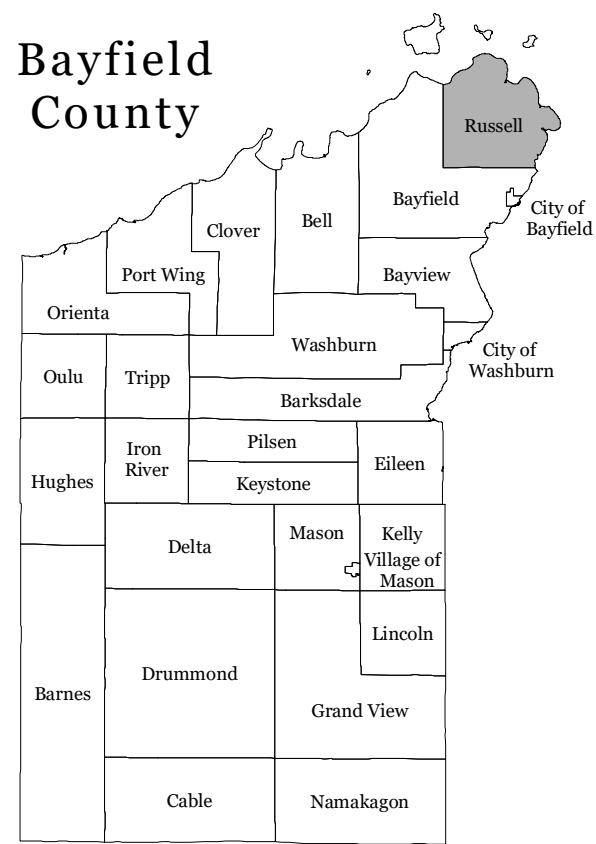 Bayfield
County
Russell
Bayfield
City of
Bayfield
Clover
Bell
Port Wing
Bayview
Orienta
Washburn
City of
Washburn
Oulu
Tripp
Barksdale
Iron
River
Pilsen
Eileen
Hughes
Keystone
Mason
Kelly
Delta
Village of
Mason
Lincoln
Drummond
Barnes
Grand View
Cable
Namakagon